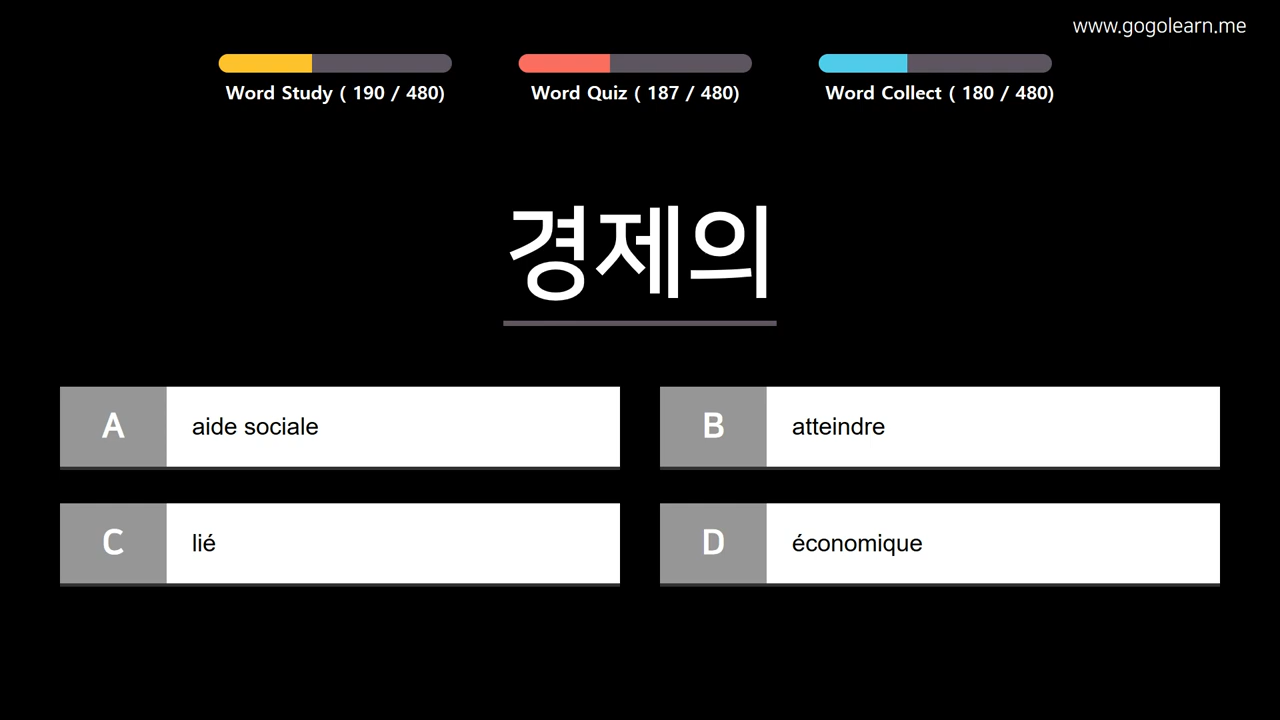 www.gogolearn.me
Word Study ( 190 / 480)
Word Quiz ( 187 / 480)
Word Collect ( 180 / 480)
경제의
A aide sociale
B atteindre
C lié
D économique